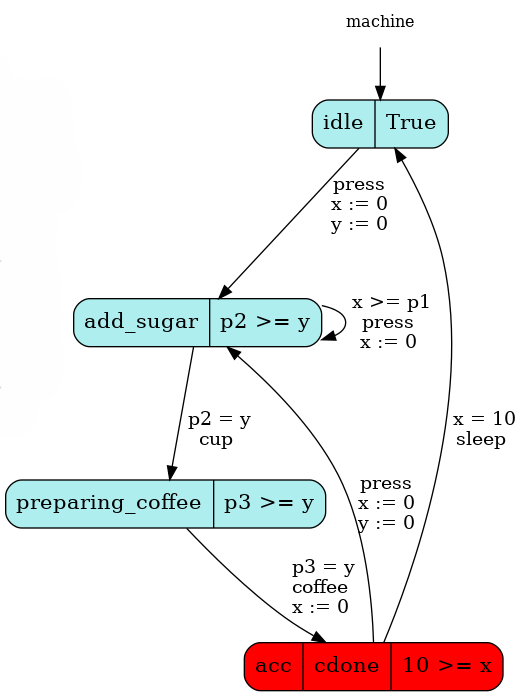 machine
idle True
press
x := 0
y := 0
add_sugar p2 >= y
x >= p1
press
x := 0
p2 = y
cup
x = 10
sleep
preparing_coffee p3 >= y
press
x := 0
y := 0
p3 = y
coffee
x := 0
acc cdone 10 >= x